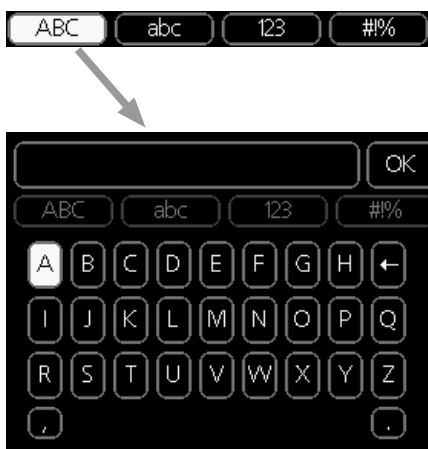 ABC abc 123 #!%
OK
ABC abc 123 #!%
A B C D E F G H ←
I J K L M N O P Q
R S T U V W X Y Z
, .